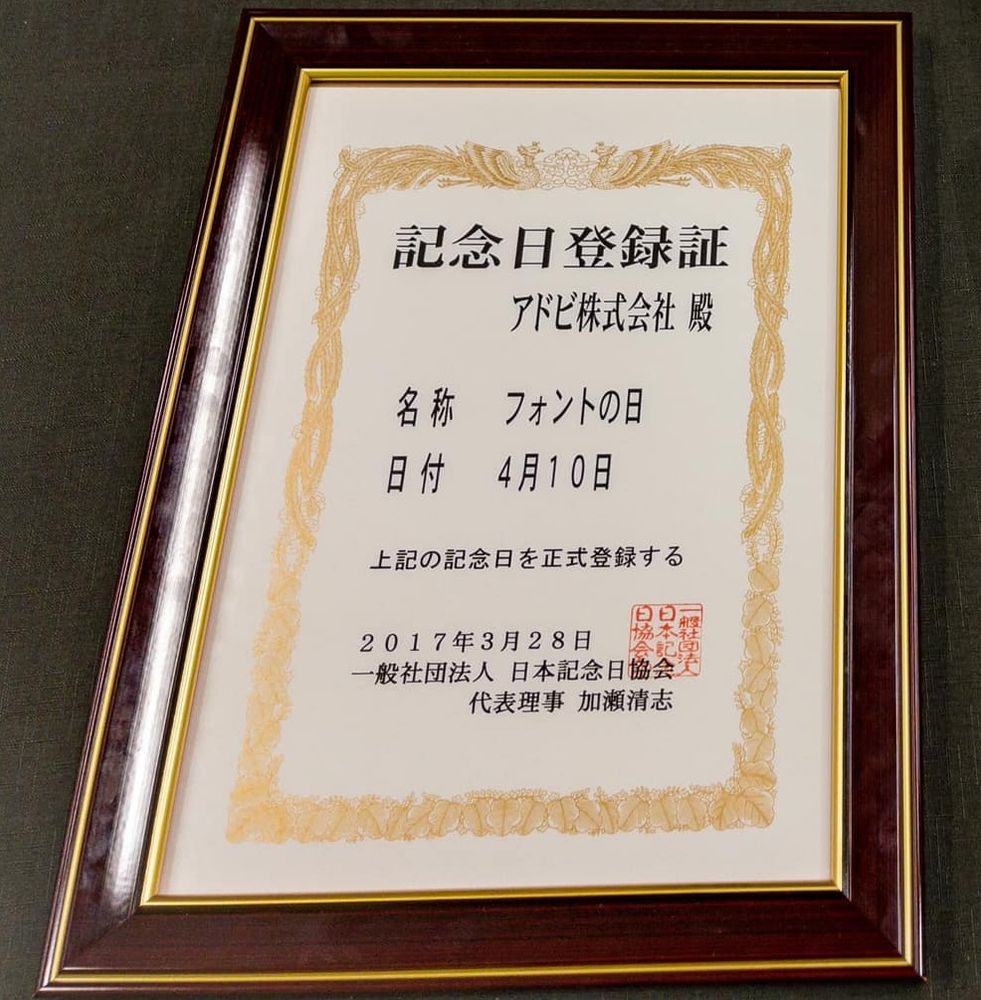 記念日登録証
アドビ株式会社 殿
名称 フォントの日
日付 4月10日
上記の記念日を正式登録する
2017年3月28日
一般社団法人 日本記念日協会
代表理事 加瀬清志
一般社団法人
日本記
日協会